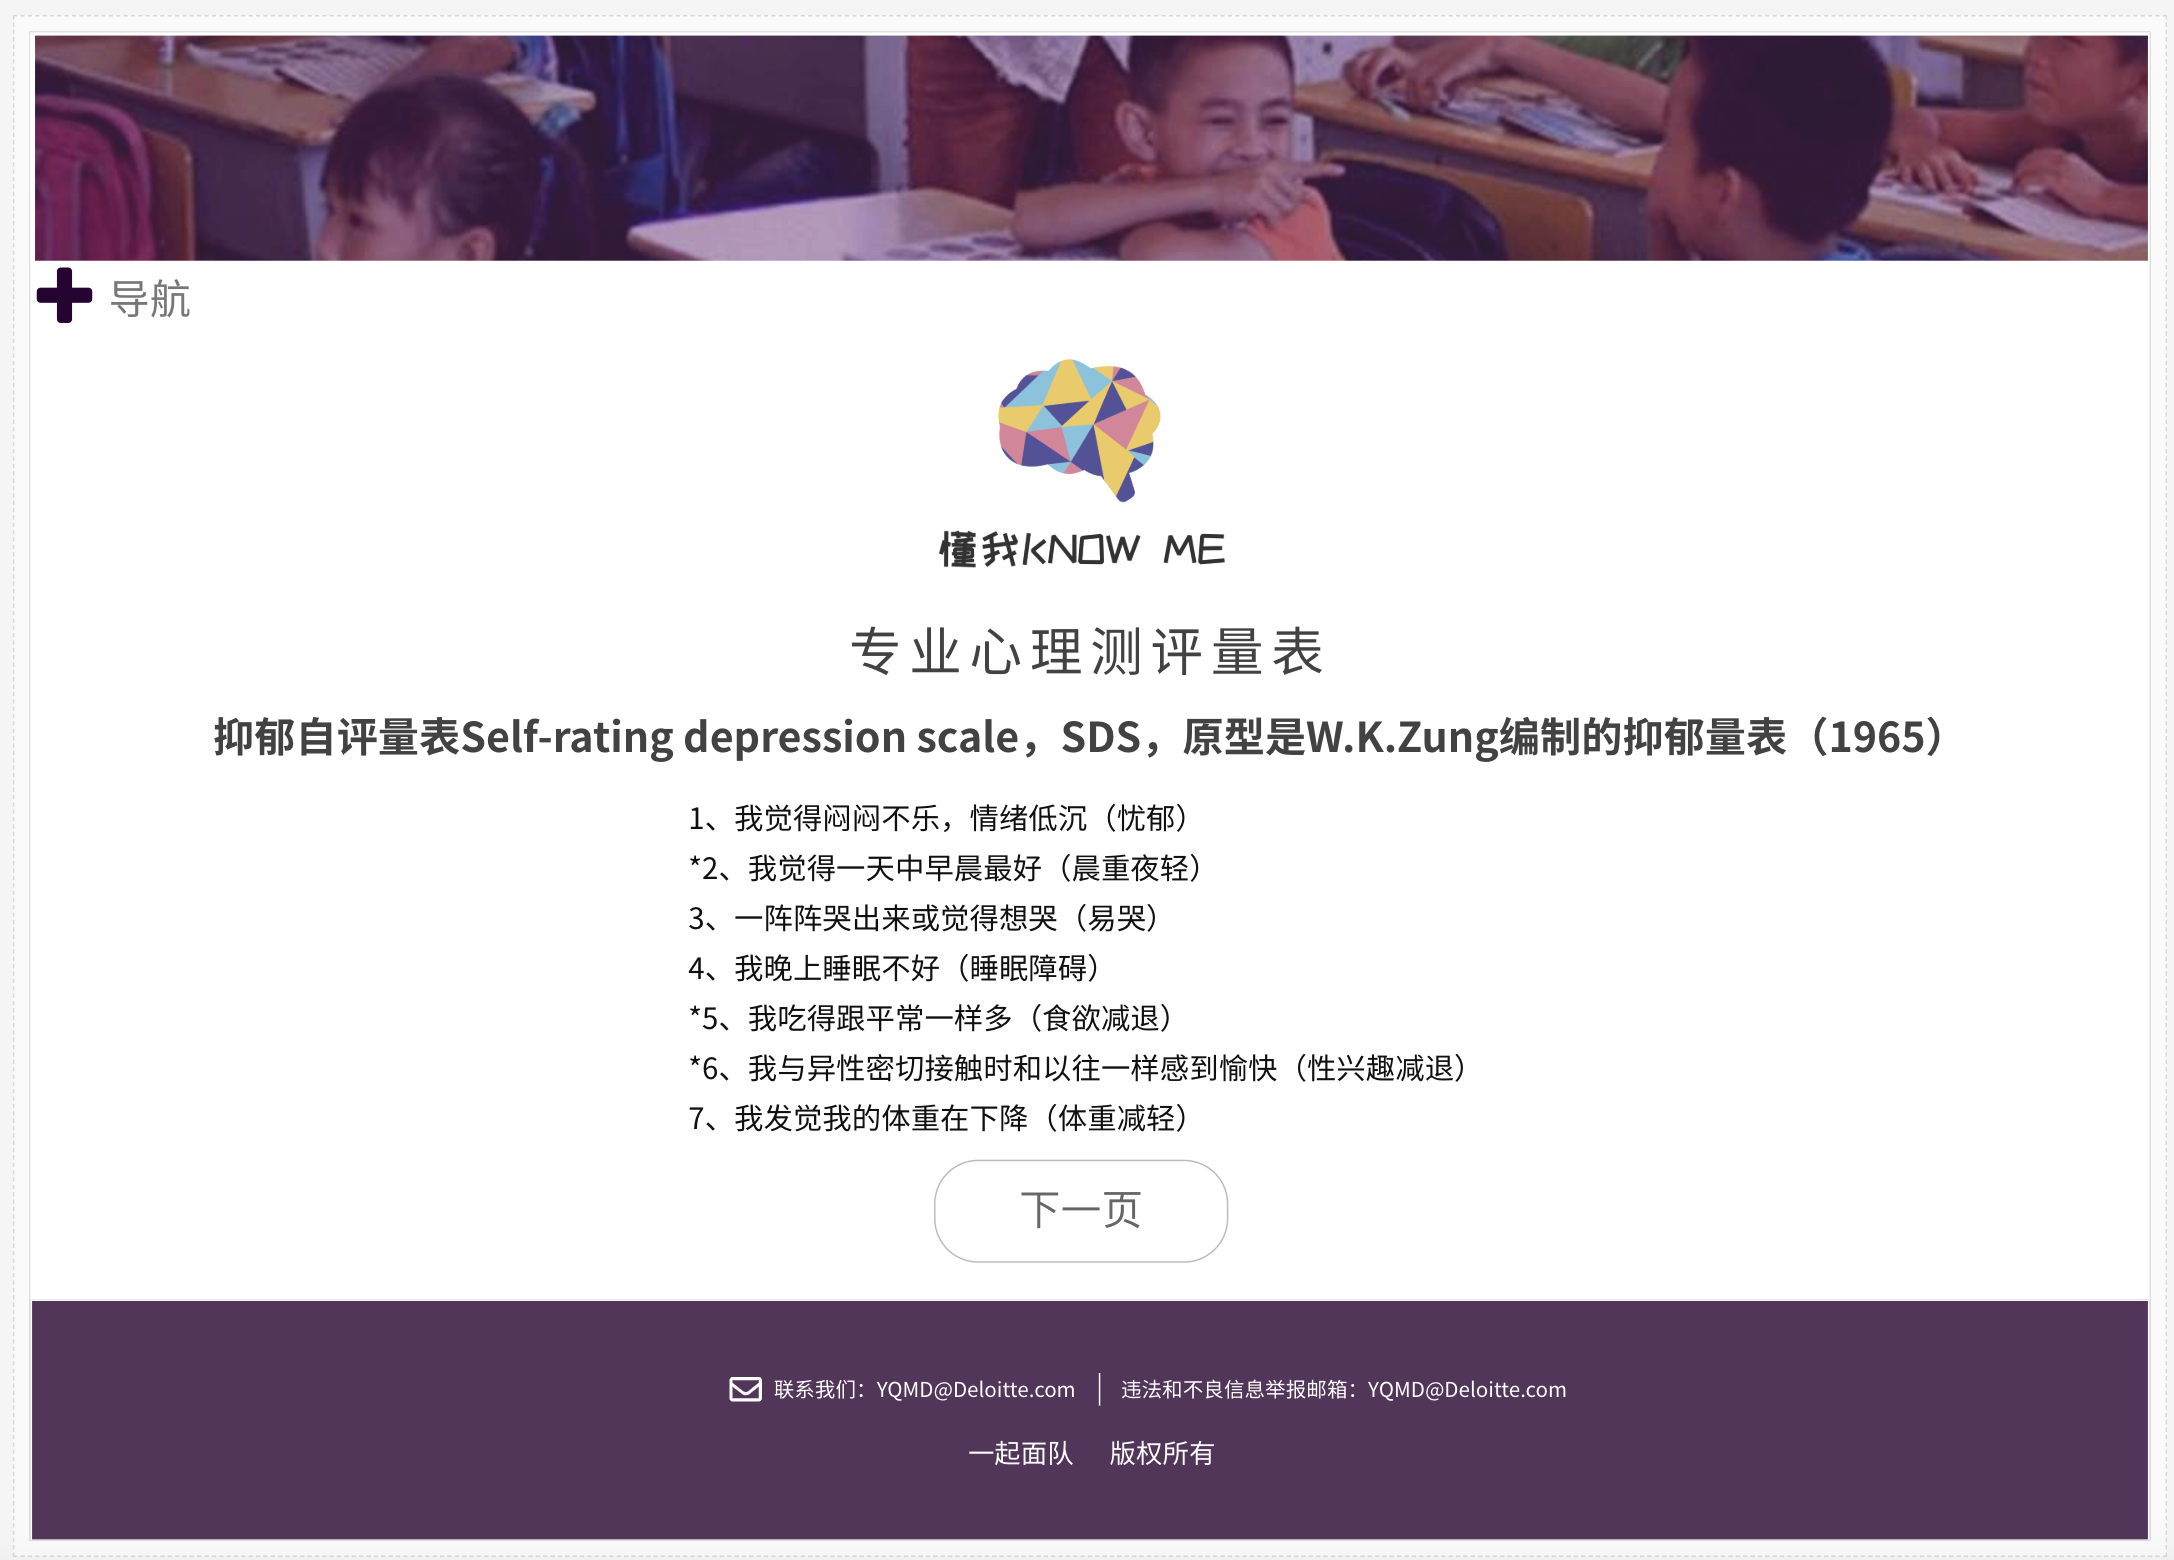 导航
懂我KNOW ME
专业心理测评量表
抑郁自评量表Self-rating depression scale，SDS，原型是W.K.Zung编制的抑郁量表（1965）
1、我觉得闷闷不乐，情绪低沉（忧郁）
*2、我觉得一天中早晨最好（晨重夜轻）
3、一阵阵哭出来或觉得想哭（易哭）
4、我晚上睡眠不好（睡眠障碍）
*5、我吃得跟平常一样多（食欲减退）
*6、我与异性密切接触时和以往一样感到愉快（性兴趣减退）
7、我发觉我的体重在下降（体重减轻）
下一页
联系我们：YQMD@Deloitte.com 违法和不良信息举报邮箱：YQMD@Deloitte.com
一起面队 版权所有